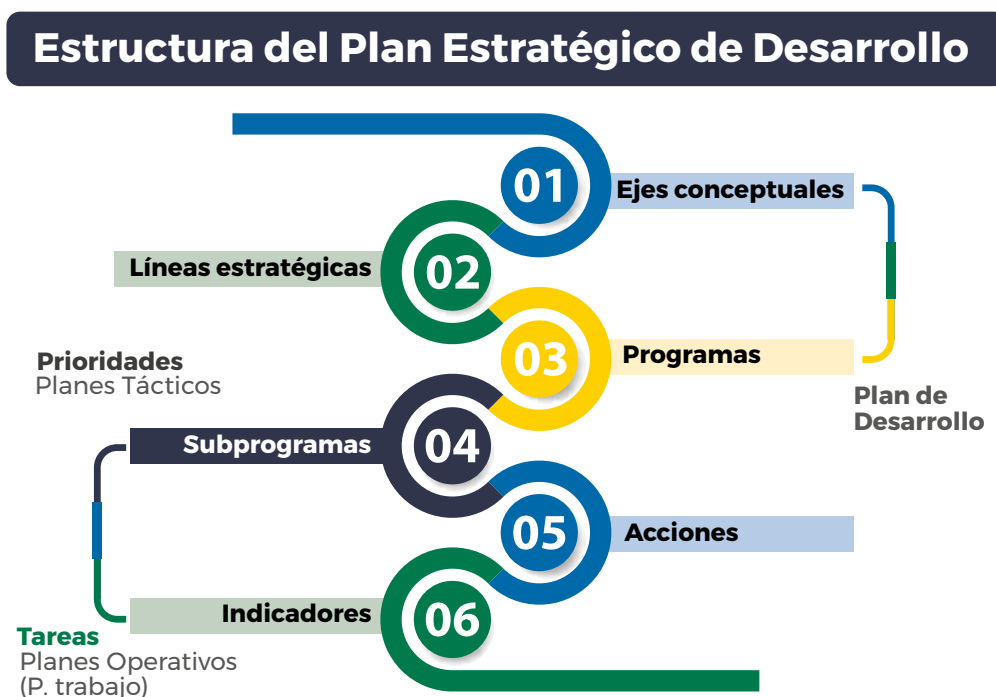 Estructura del Plan Estratégico de Desarrollo
01
Ejes conceptuales
Líneas estratégicas
02
03
Programas
Prioridades
Planes Tácticos
Plan de
Desarrollo
Subprogramas
04
05
Acciones
Indicadores
06
Tareas
Planes Operativos
(P. trabajo)